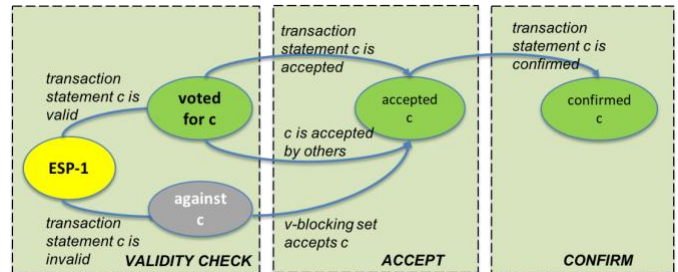 transaction
statement c is
accepted
transaction
statement c is
confirmed
transaction
statement c is
valid
voted
for c
accepted
c
confirmed
c
c is accepted
by others
ESP-1
against
c
transaction
statement c is
invalid
v-blocking set
accepts c
VALIDITY CHECK
ACCEPT
CONFIRM